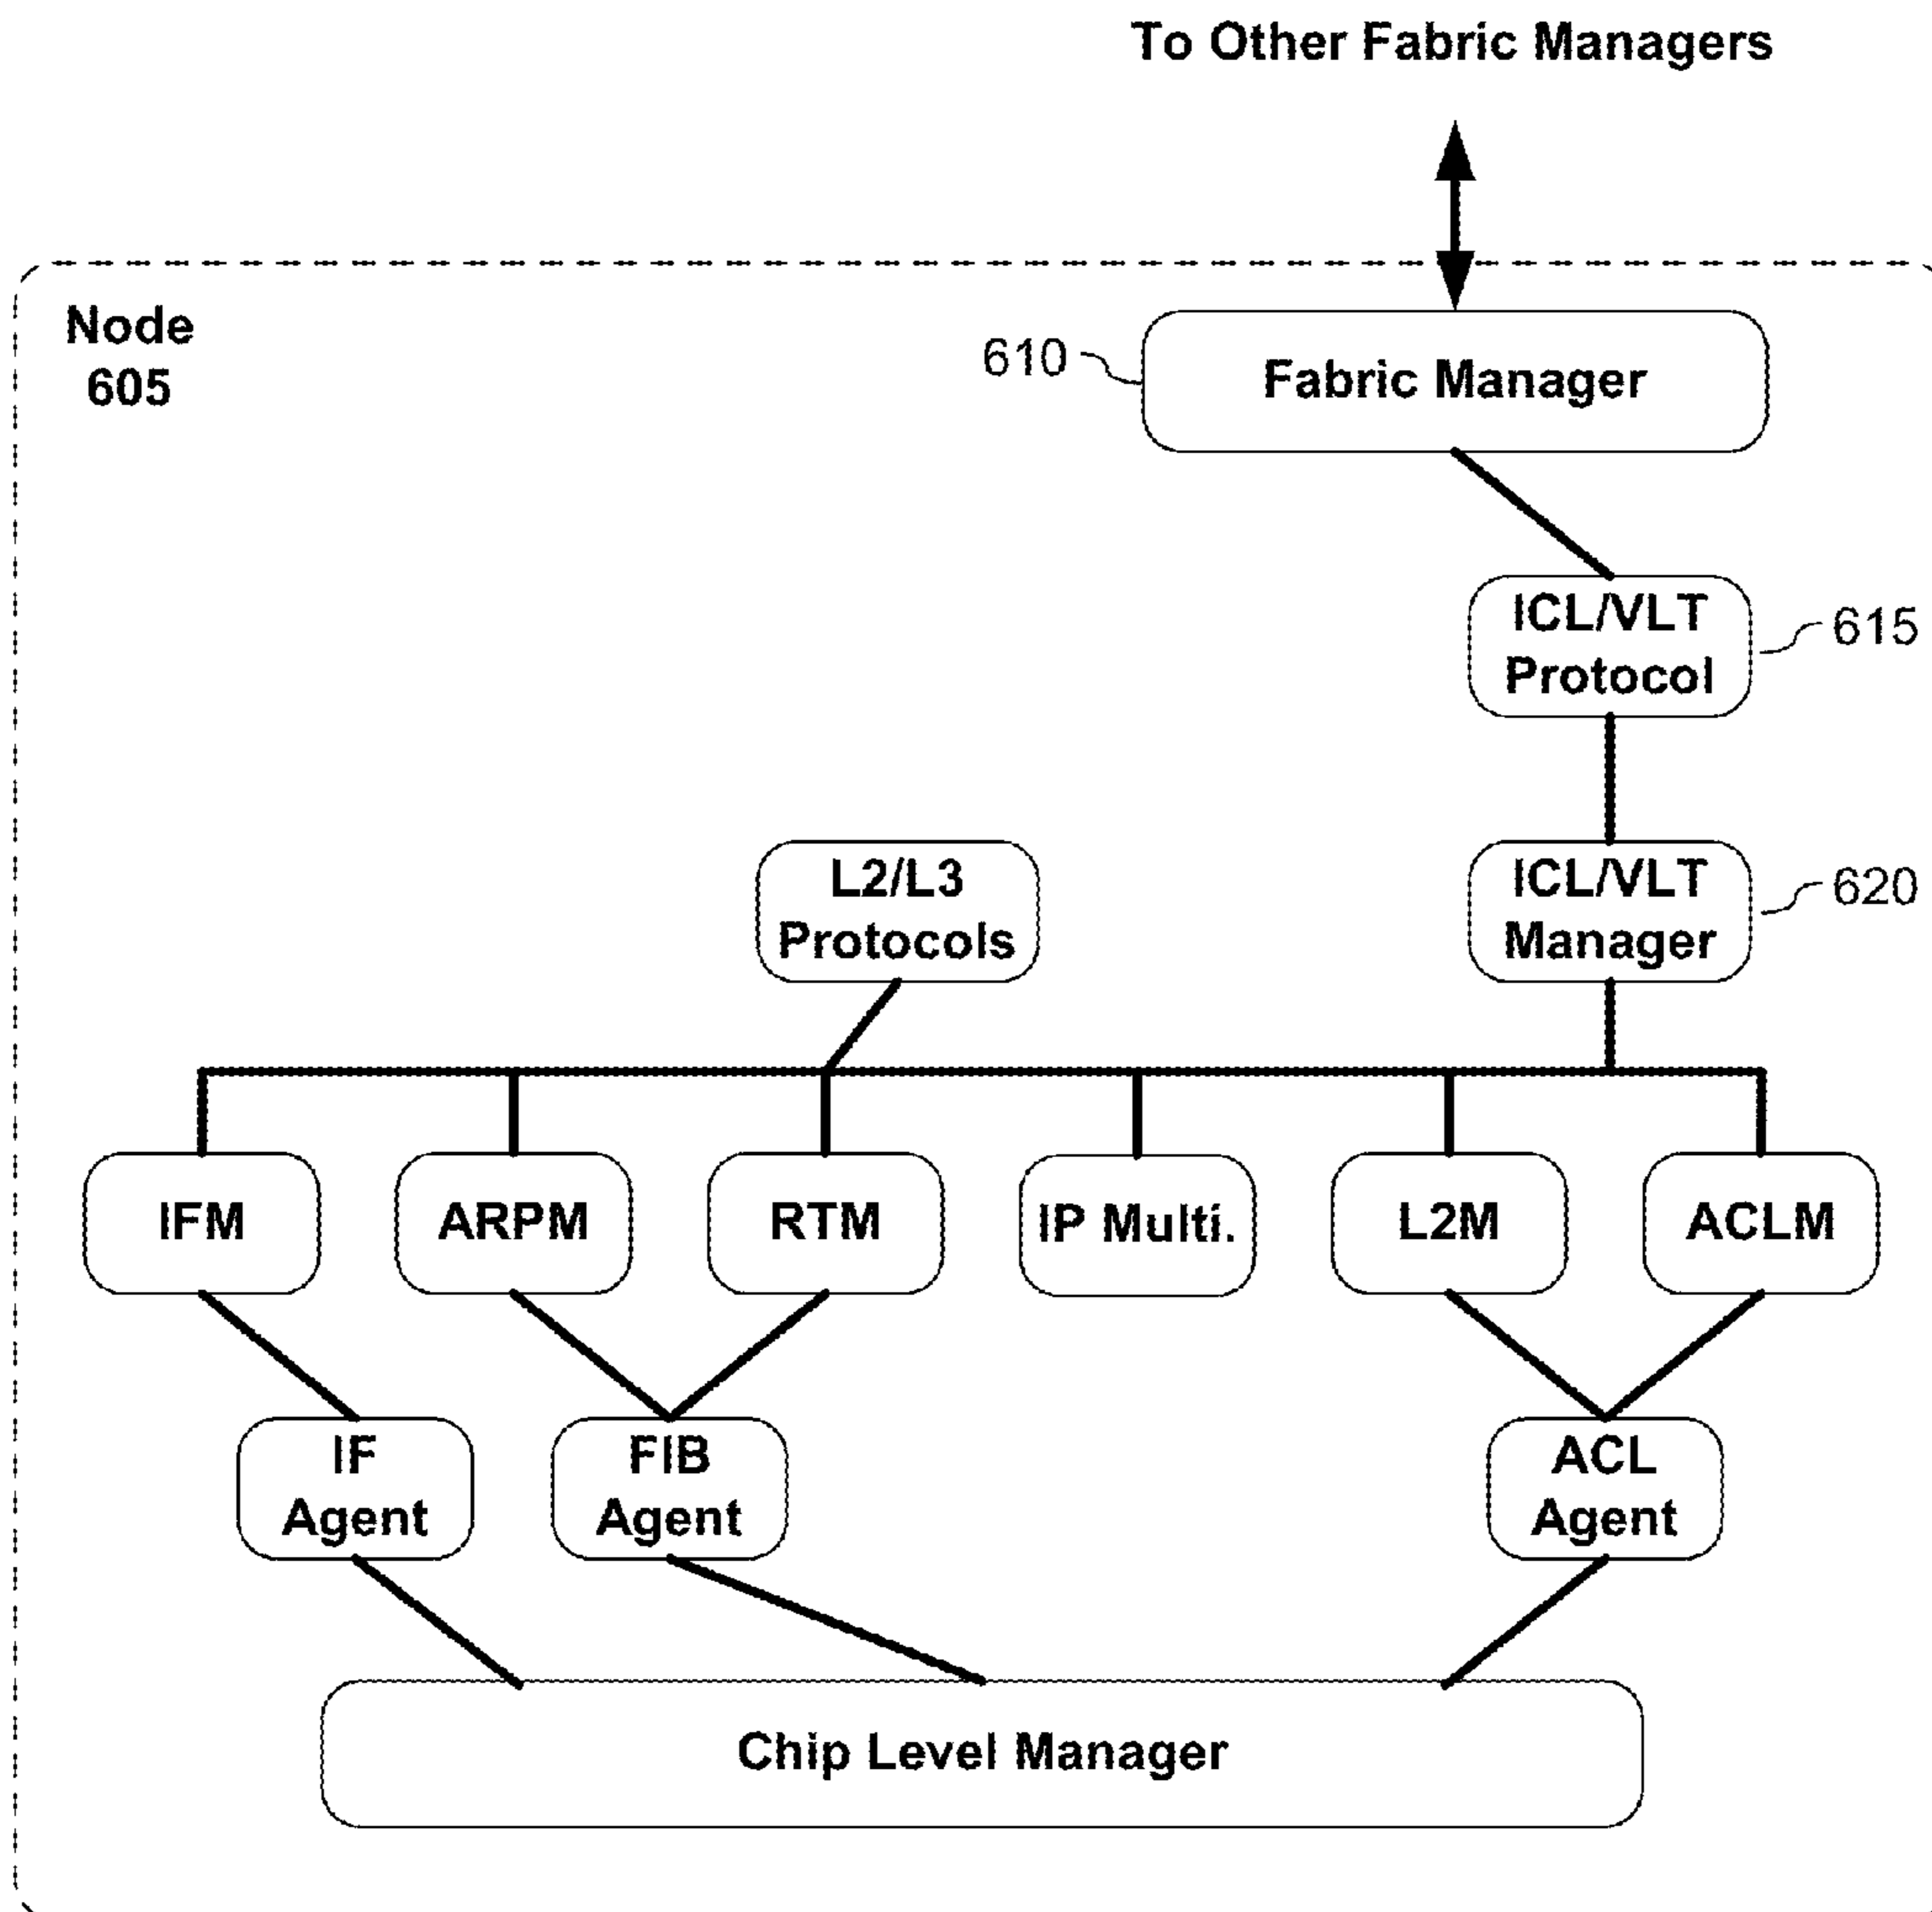 To Other Fabric Managers
Node
605
610
Fabric Manager
ICL/VLT
Protocol
615
L2/L3
Protocols
ICL/VLT
Manager
620
IFM
ARPM
RTM
IP Multi.
L2M
ACLM
IF
Agent
FIB
Agent
ACL
Agent
Chip Level Manager